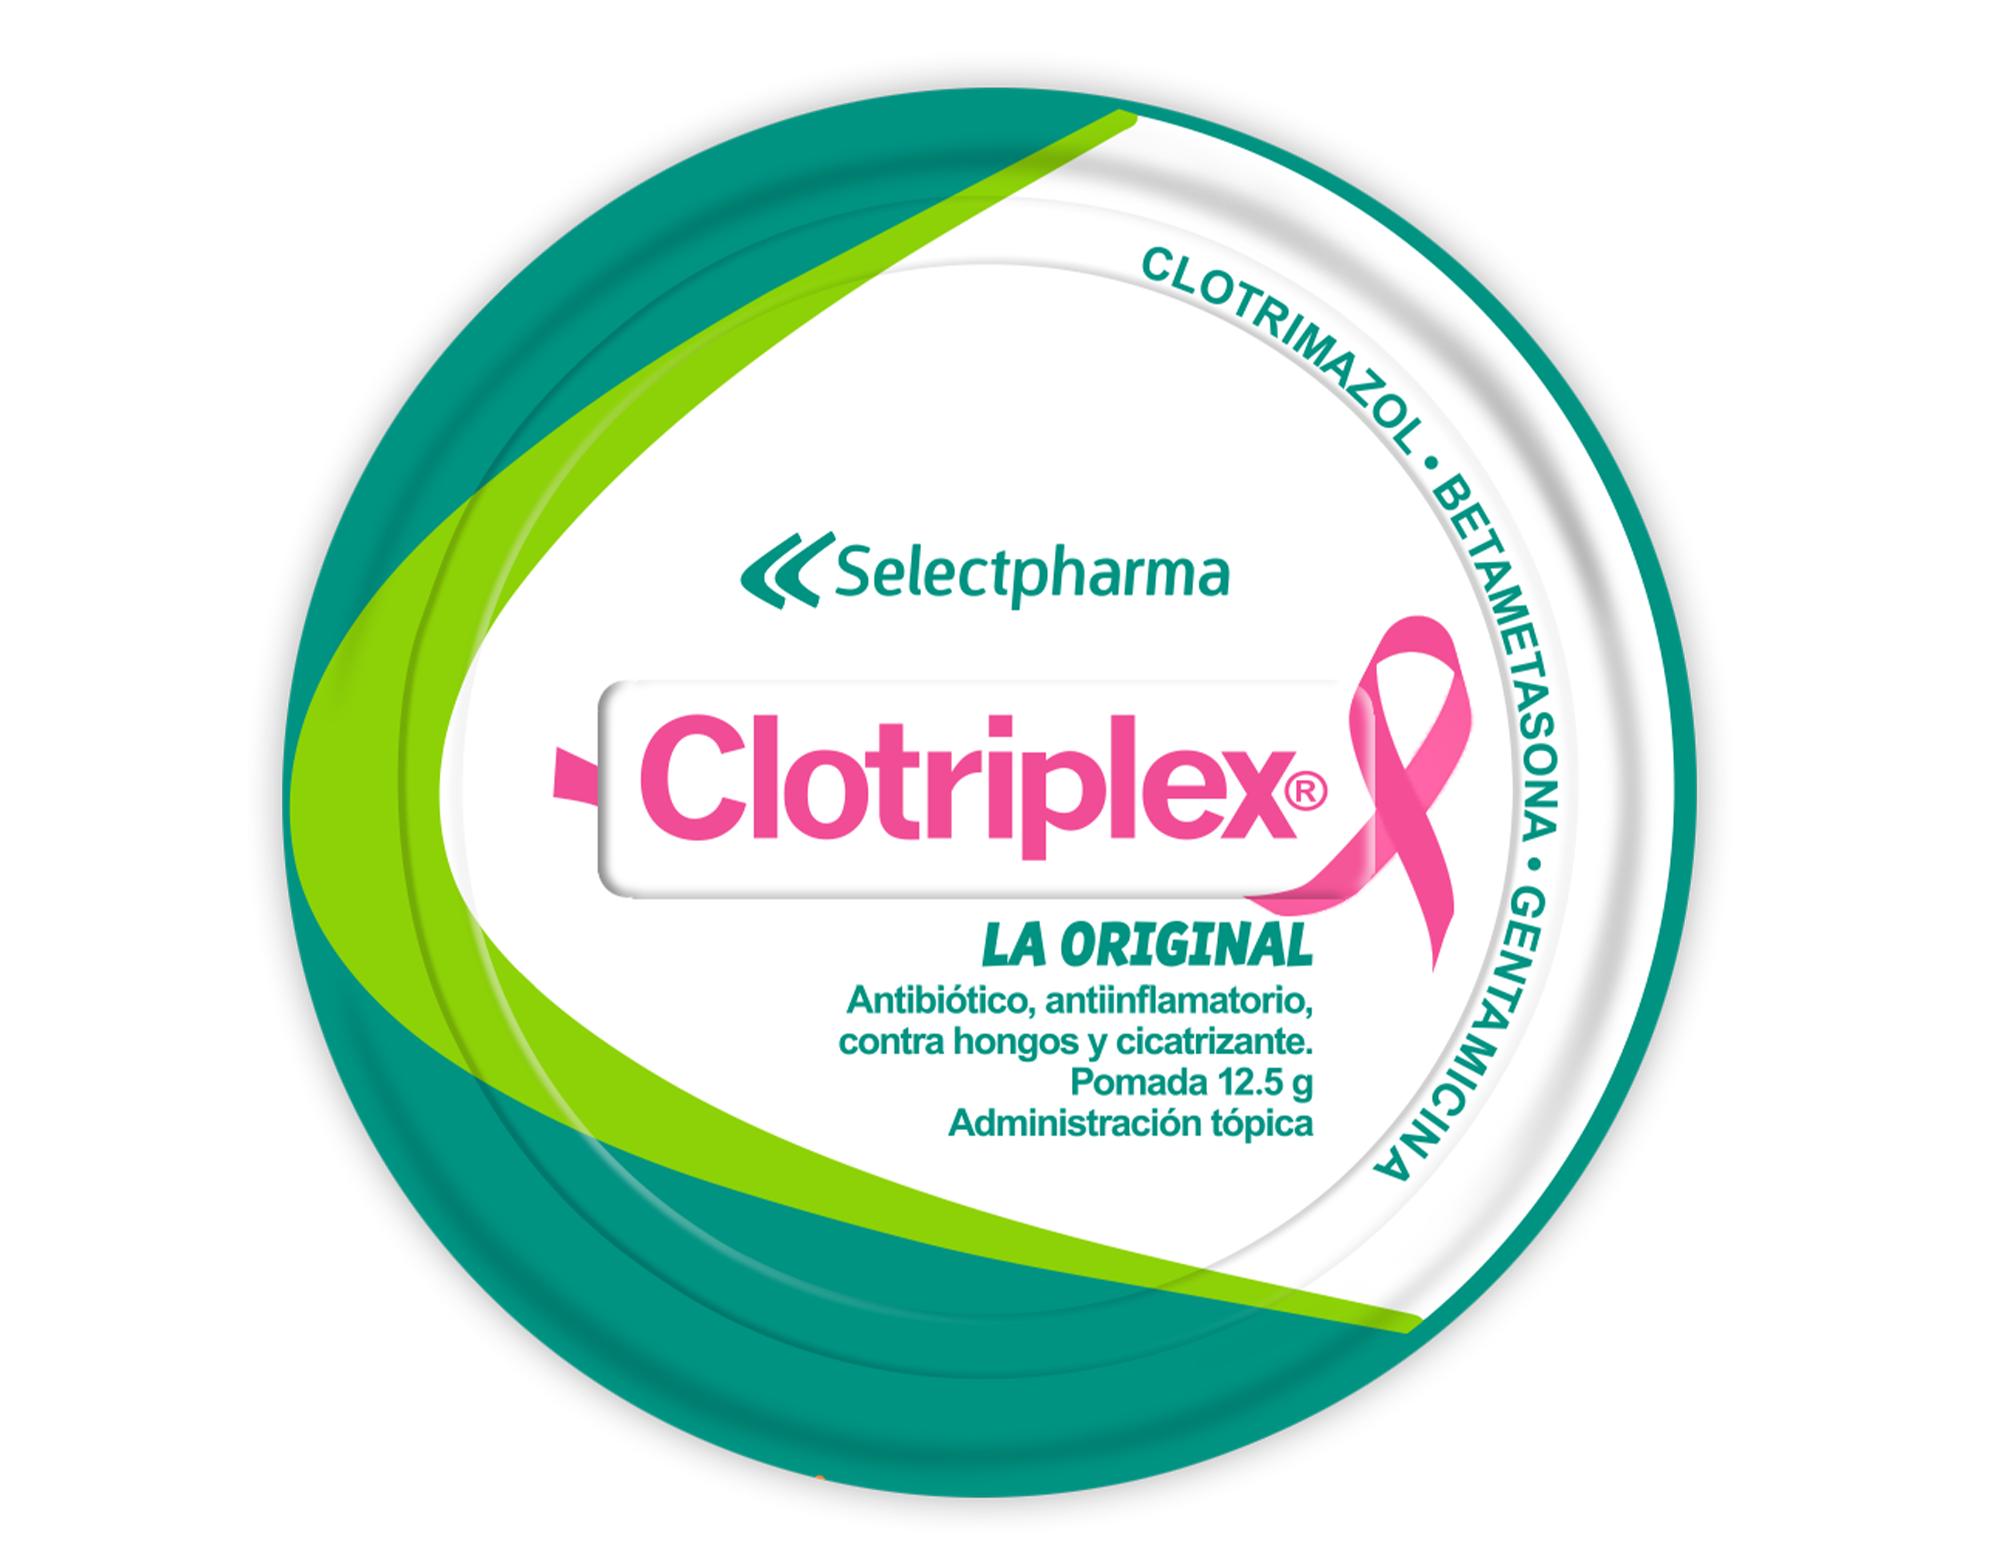 Selectpharma
Clotriplex®
LA ORIGINAL
Antibiótico, antiinflamatorio,
contra hongos y cicatrizante.
Pomada 12.5 g
Administración tópica
CLOTRIMAZOL • BETAMETASONA • GENTAMICINA